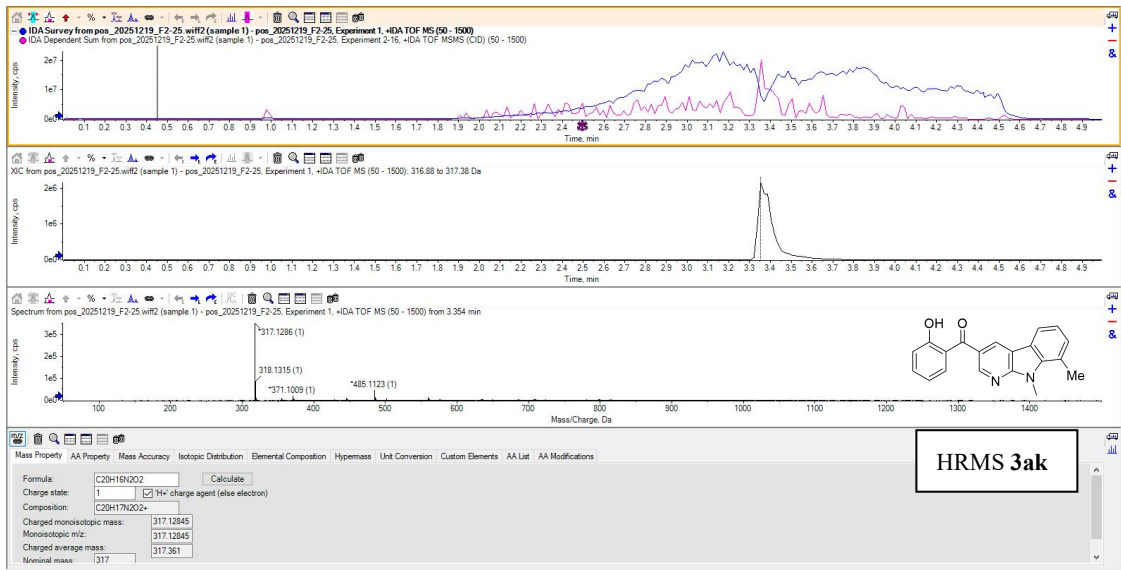 IDA Survey from pos_20251219_F2-25.wiff2 (sample 1) - pos_20251219_F2-25, Experiment 1, +IDA TOF MS (50 - 1500)
IDA Dependent Sum from pos_20251219_F2-25.wiff2 (sample 1) - pos_20251219_F2-25, Experiment 2-16, +IDA TOF MSMS (CID) (50 - 1500)
Intensity, cps
2e7
1e7
0e0
0.1 0.2 0.3 0.4 0.5 0.6 0.7 0.8 0.9 1.0 1.1 1.2 1.3 1.4 1.5 1.6 1.7 1.8 1.9 2.0 2.1 2.2 2.3 2.4 2.5 2.6 2.7 2.8 2.9 3.0 3.1 3.2 3.3 3.4 3.5 3.6 3.7 3.8 3.9 4.0 4.1 4.2 4.3 4.4 4.5 4.6 4.7 4.8 4.9
Time, min
XIC from pos_20251219_F2-25.wiff2 (sample 1) - pos_20251219_F2-25, Experiment 1, +IDA TOF MS (50 - 1500): 316.88 to 317.38 Da
Intensity, cps
2e6
1e6
0e0
0.1 0.2 0.3 0.4 0.5 0.6 0.7 0.8 0.9 1.0 1.1 1.2 1.3 1.4 1.5 1.6 1.7 1.8 1.9 2.0 2.1 2.2 2.3 2.4 2.5 2.6 2.7 2.8 2.9 3.0 3.1 3.2 3.3 3.4 3.5 3.6 3.7 3.8 3.9 4.0 4.1 4.2 4.3 4.4 4.5 4.6 4.7 4.8 4.9
Time, min
Spectrum from pos_20251219_F2-25.wiff2 (sample 1) - pos_20251219_F2-25, Experiment 1, +IDA TOF MS (50 - 1500) from 3.354 min
Intensity, cps
3e5
2e5
1e5
0e0
*317.1286 (1)
318.1315 (1)
*371.1009 (1)
*485.1123 (1)
OH O
N N Me
100 200 300 400 500 600 700 800 900 1000 1100 1200 1300 1400
Mass/Charge, Da
m/z
Mass Property AA Property Mass Accuracy Isotopic Distribution Elemental Composition Hypermass Unit Conversion Custom Elements AA List AA Modifications
Formula: C20H16N2O2 Calculate
Charge state: 1 'H+' charge agent (else electron)
Composition: C20H17N2O2+
Charged monoisotopic mass: 317.12845
Monoisotopic m/z: 317.12845
Charged average mass: 317.361
Nominal mass: 317
HRMS 3ak